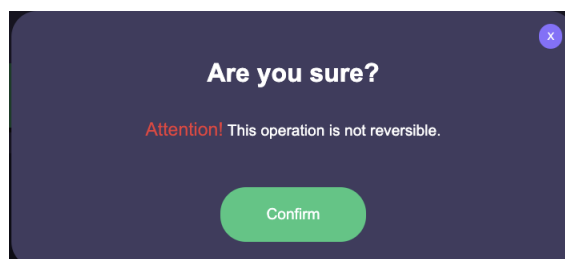 x
Are you sure?
Attention! This operation is not reversible.
Confirm